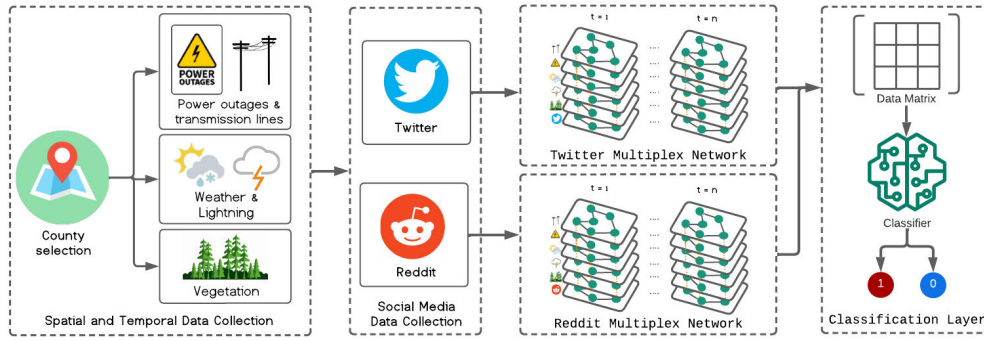 POWER
OUTAGES
Power outages &
transmission lines
County
selection
Weather &
Lightning
Vegetation
Spatial and Temporal Data Collection
Twitter
Reddit
Social Media
Data Collection
t = 1
t = n
....
....
Twitter Multiplex Network
t = 1
t = n
....
....
Reddit Multiplex Network
Data Matrix
Classifier
1
0
Classification Layer